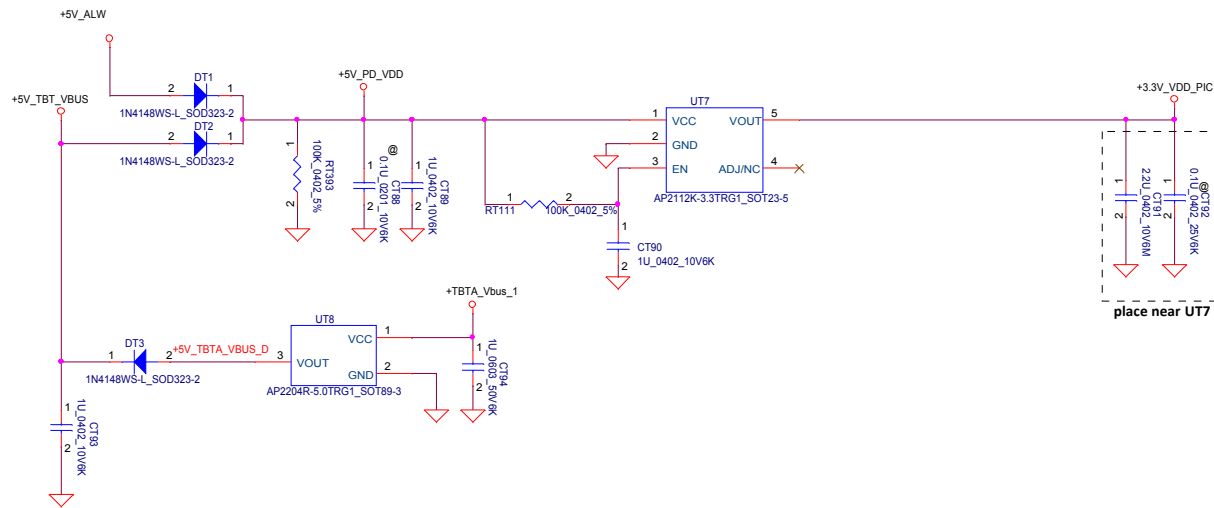 +5V_ALW
DT1
2
1
1N4148WS-L_SOD323-2
+5V_TBT_VBUS
DT2
2
1
1N4148WS-L_SOD323-2
+5V_PD_VDD
RT393
100K_0402_5%
1
2
@
CT88
0.1U_0201_10V6K
1
2
CT89
1U_0402_10V6K
1
2
UT7
1
VCC
VOUT
5
2
GND
3
EN
ADJ/NC
4
AP2112K-3.3TRG1_SOT23-5
1
2
RT111
100K_0402_5%
1
2
CT90
1U_0402_10V6K
+3.3V_VDD_PIC
1
2
CT91
2.2U_0402_10V6M
1
2
@
CT92
0.1U_0402_25V6K
place near UT7
+TBTA_Vbus_1
UT8
VCC
1
3
VOUT
GND
2
AP2204R-5.0TRG1_SOT89-3
1
2
CT94
1U_0603_50V6K
DT3
1
2
+5V_TBTA_VBUS_D
1N4148WS-L_SOD323-2
1
2
CT93
1U_0402_10V6K